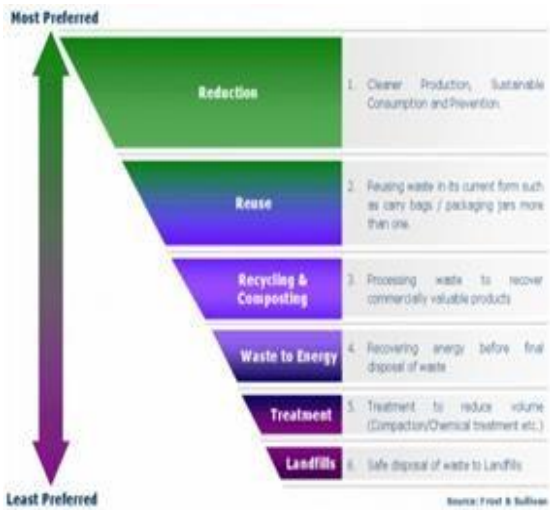 Most Preferred
Reduction
1. Cleaner Production, Sustainable
Consumption and Prevention.
Reuse
2. Reusing waste in its current form such
as carry bags / packaging jars more
than one.
Recycling &
Composting
3. Processing waste to recover
commercially valuable products
Waste to Energy
4. Recovering energy before final
disposal of waste
Treatment
5. Treatment to reduce volume
(Compaction/Chemical treatment etc.)
Landfills
6. Safe disposal of waste to Landfills
Least Preferred
Source: Frost & Sullivan